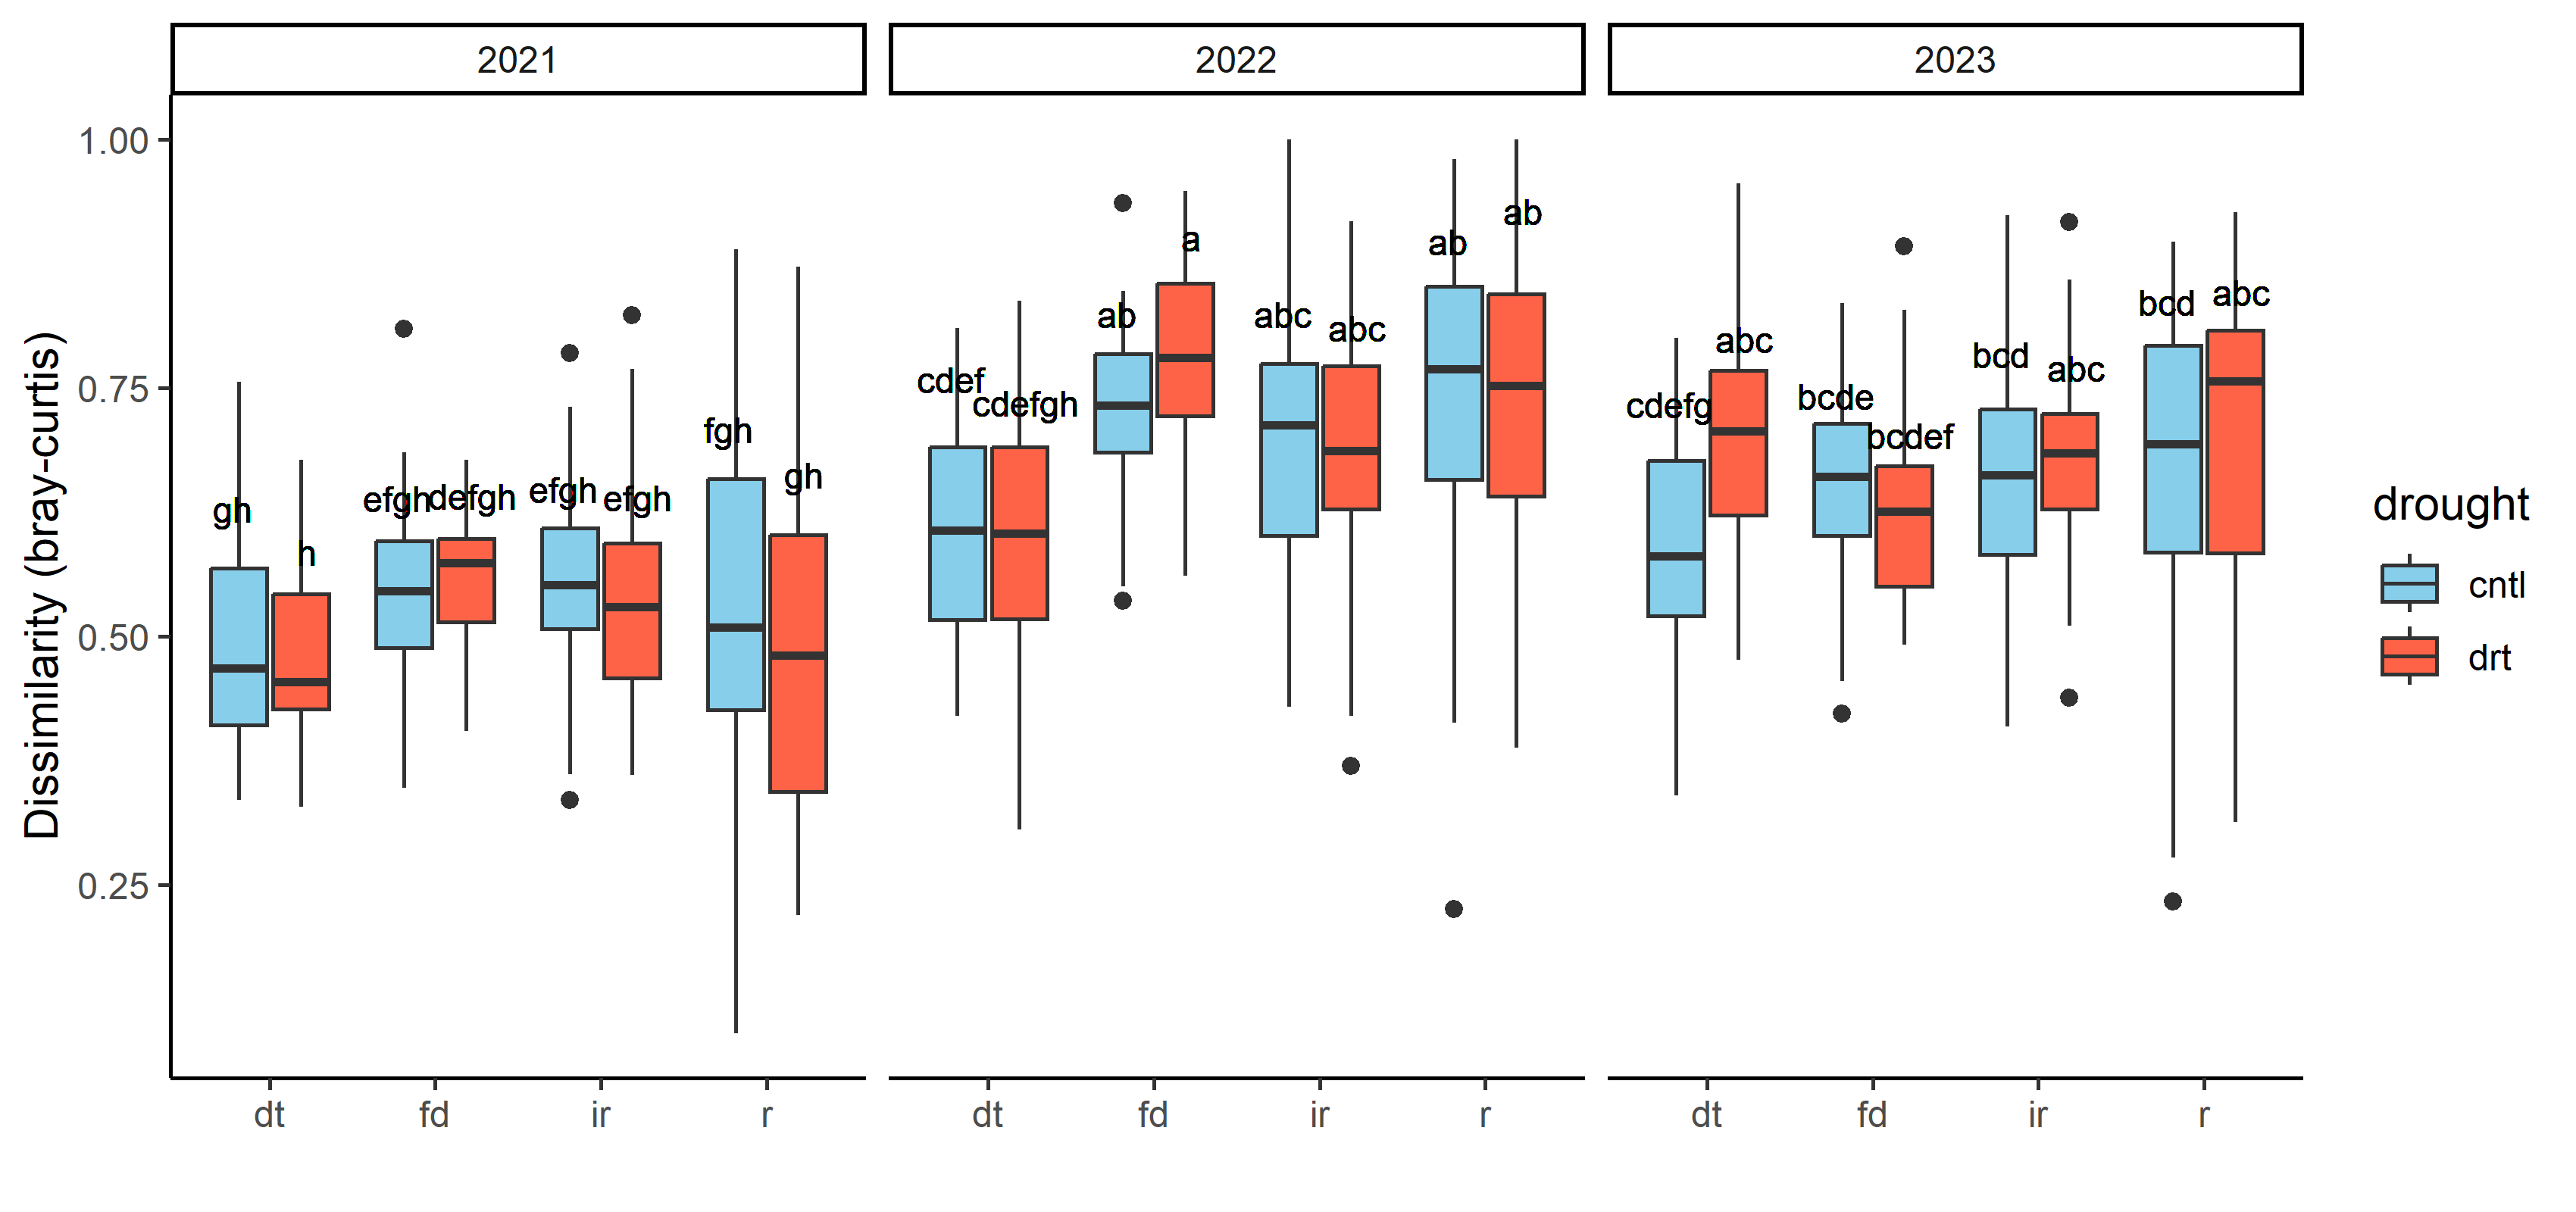 2021 2022 2023
1.00
0.75
0.50
0.25
Dissimilarity (bray-curtis)
gh h efgh defgh efgh efgh fgh gh
cdef cdefgh ab a abc abc ab ab
cdefg abc bcde bcdef bcd abc bcd abc
dt fd ir r dt fd ir r dt fd ir r
drought
cntl
drt